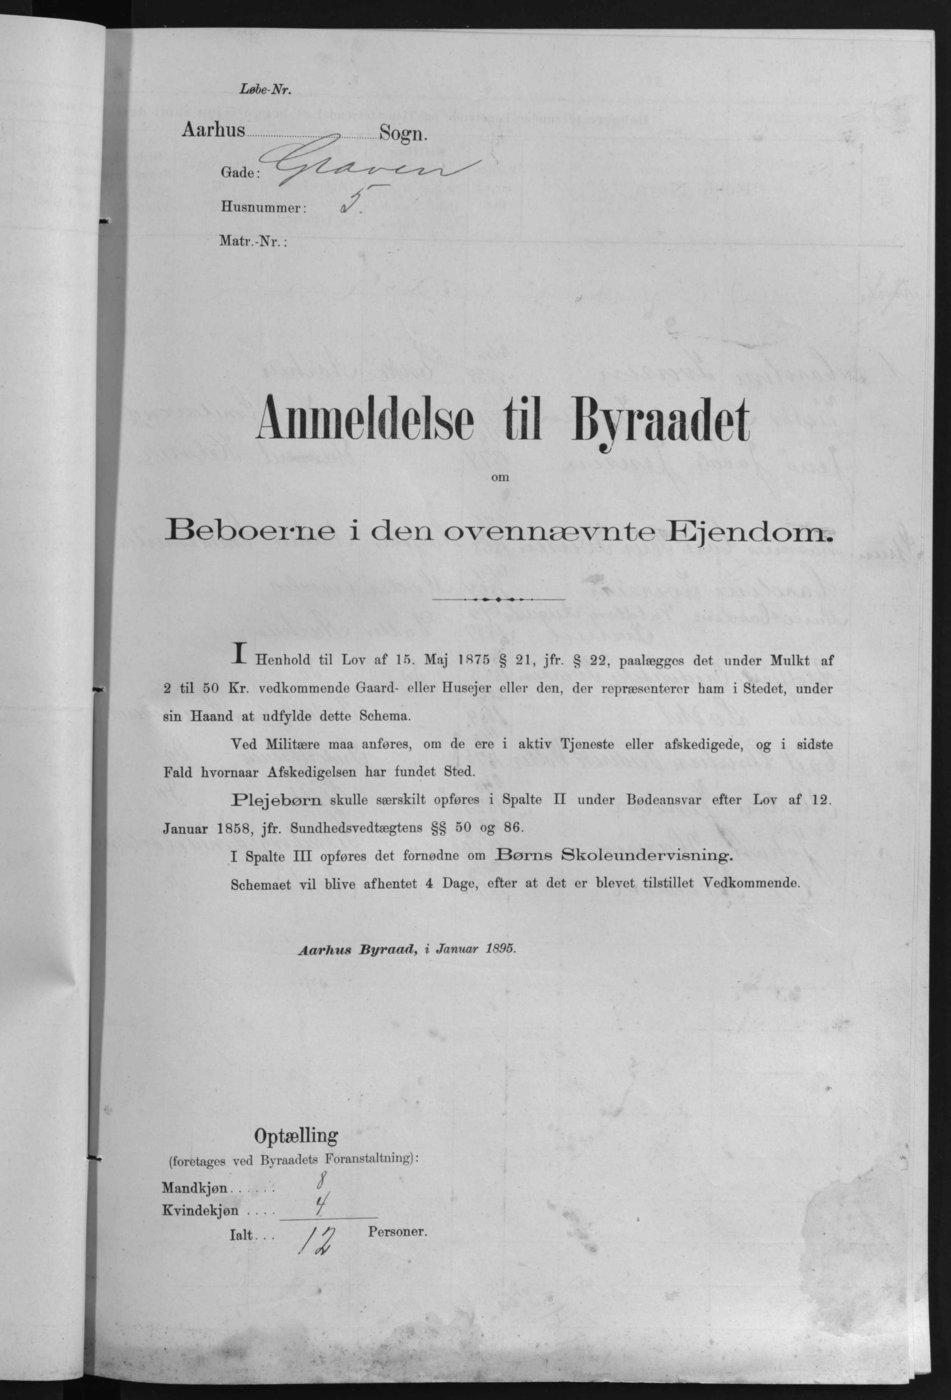 Løbe-Nr.
Aarhus Sogn.
Gade: Graven
Husnummer: 5.
Matr.-Nr.:
Anmeldelse til Byraadet
om
Beboerne i den ovennævnte Ejendom.
I Henhold til Lov af 15. Maj 1875 § 21, jfr. § 22, paalægges det under Mulkt af
2 til 50 Kr. vedkommende Gaard- eller Husejer eller den, der repræsenterer ham i Stedet, under
sin Haand at udfylde dette Schema.
Ved Militære maa anføres, om de ere i aktiv Tjeneste eller afskedigede, og i sidste
Fald hvornaar Afskedigelsen har fundet Sted.
Plejebørn skulle særskilt opføres i Spalte II under Bødeansvar efter Lov af 12.
Januar 1858, jfr. Sundhedsvedtægtens §§ 50 og 86.
I Spalte III opføres det fornødne om Børns Skoleundervisning.
Schemaet vil blive afhentet 4 Dage, efter at det er blevet tilstillet Vedkommende.
Aarhus Byraad, i Januar 1895.
Optælling
(foretages ved Byraadets Foranstaltning):
Mandkjøn...... 8
Kvindekjøn .... 4
Ialt... 12 Personer.